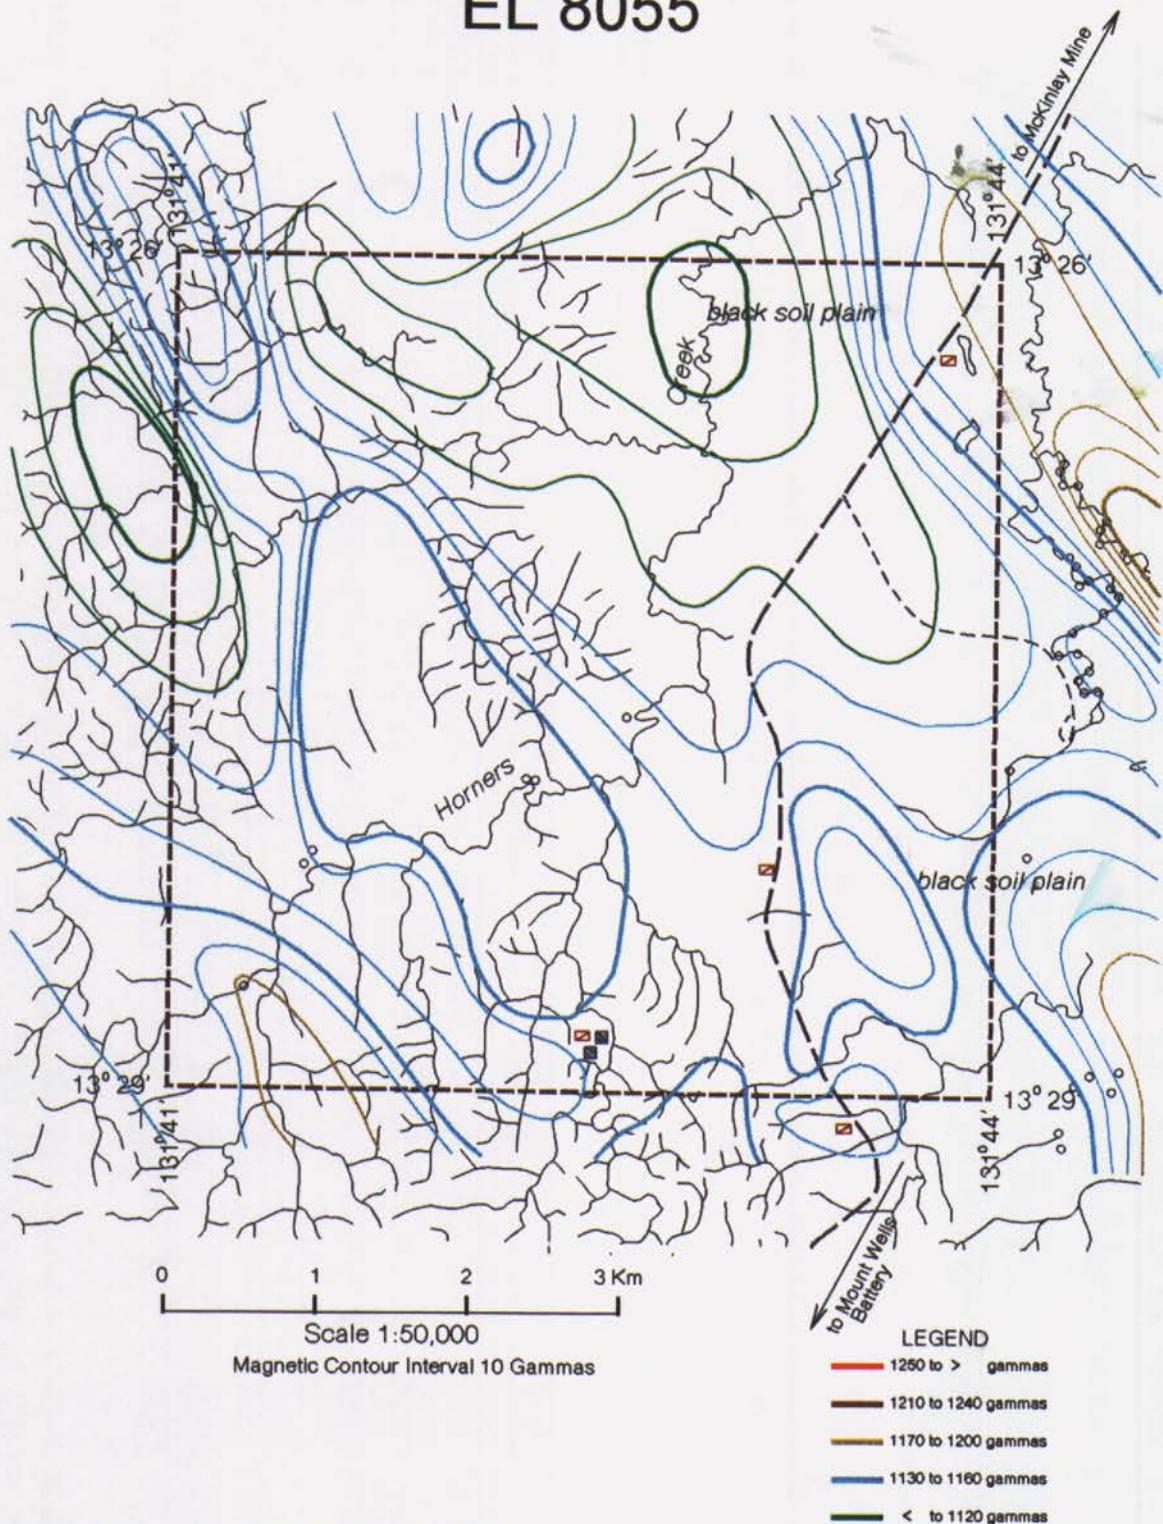 EL 8055
to McKinlay Mine
131° 41'
131° 44'
13° 26'
13° 26'
black soil plain
Creek
Horners
black soil plain
13° 29'
13° 29'
131° 41'
131° 44'
to Mount Wells
Battery
0 1 2 3 Km
Scale 1:50,000
Magnetic Contour Interval 10 Gammas
LEGEND
1250 to > gammas
1210 to 1240 gammas
1170 to 1200 gammas
1130 to 1160 gammas
< to 1120 gammas